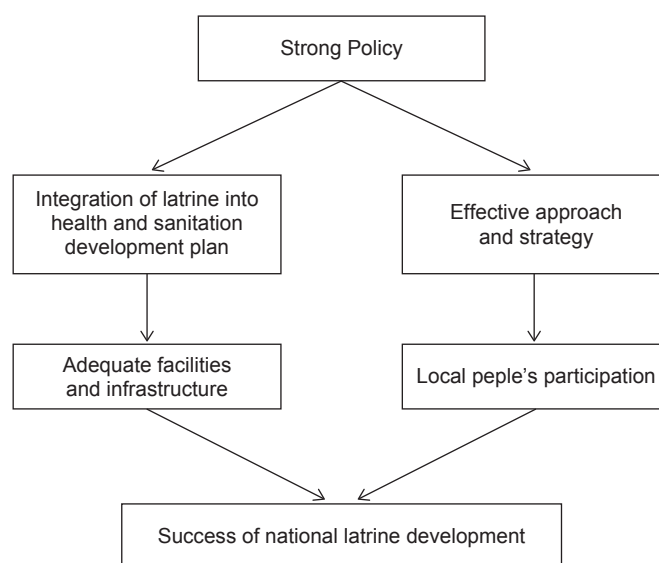 Strong Policy
Integration of latrine into
health and sanitation
development plan
Effective approach
and strategy
Adequate facilities
and infrastructure
Local peple's participation
Success of national latrine development